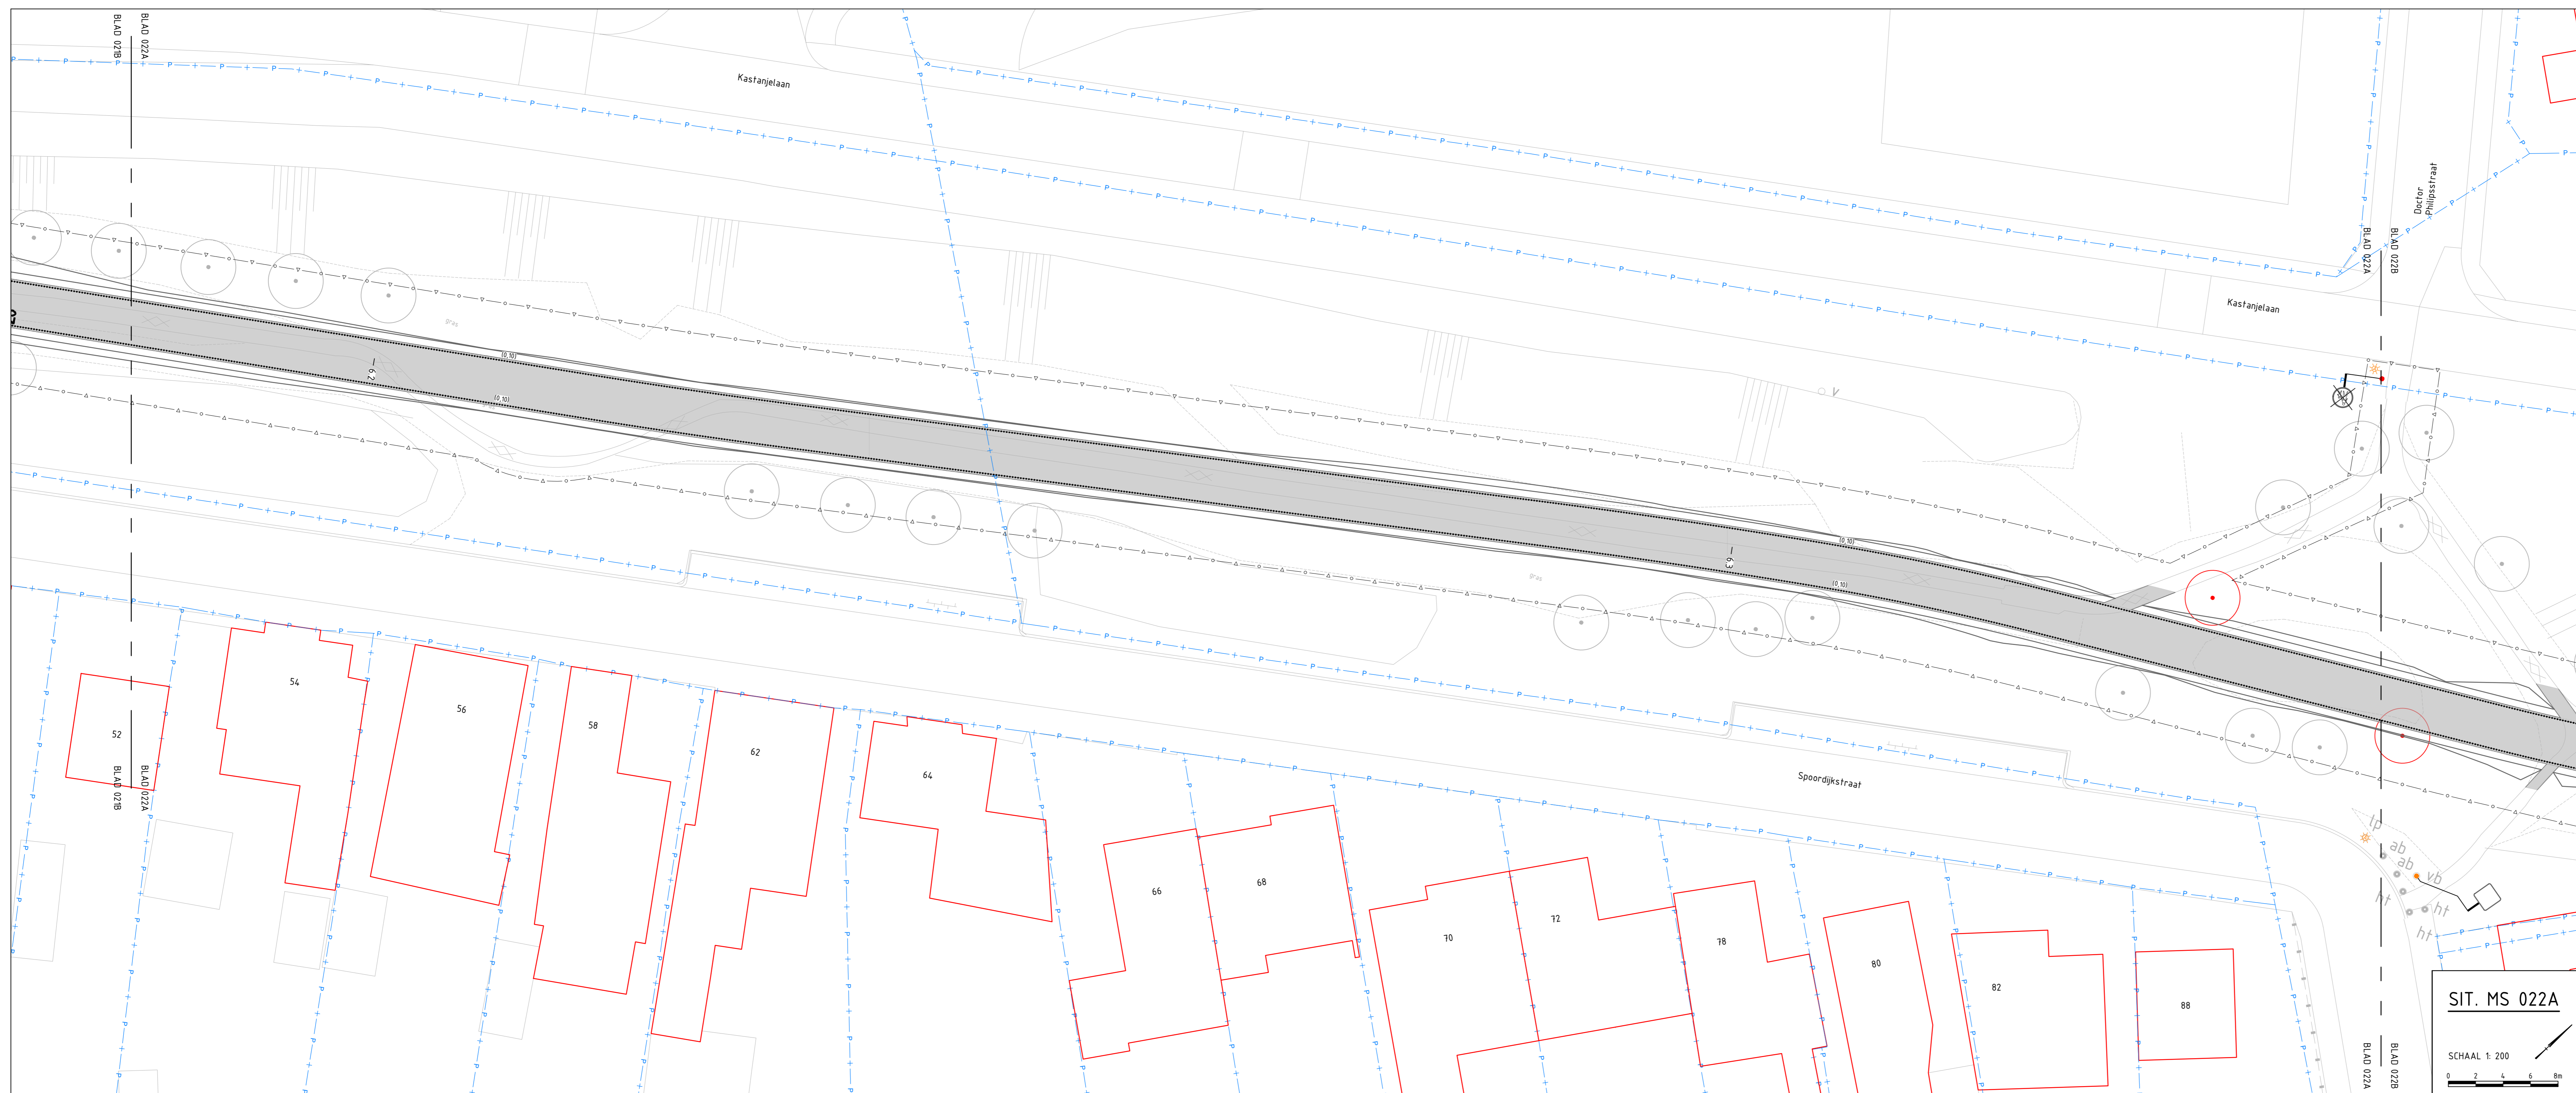 BLAD 021B
BLAD 022A
Kastanjelaan
Doctor
Philipsstraat
BLAD 022A
BLAD 022B
Kastanjelaan
gras
(0,10)
62
(0,10)
V
gras
63
(0,10)
(0,10)
52
54
56
58
62
64
66
68
70
72
78
80
82
88
BLAD 021B
BLAD 022A
Spoordijkstraat
lp
ab
ab
vb
ht
ht
ht
SIT. MS 022A
SCHAAL 1: 200
0 2 4 6 8m
BLAD 022A
BLAD 022B